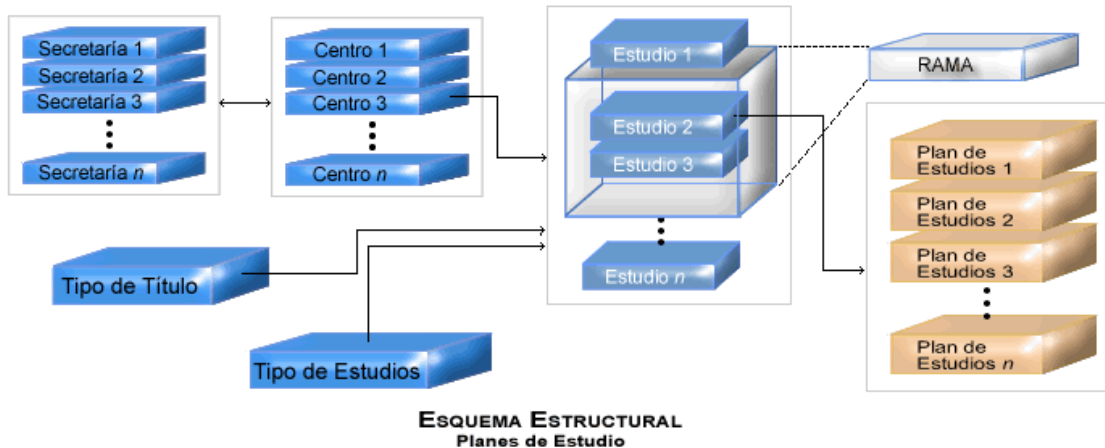 Secretaría 1
Secretaría 2
Secretaría 3
Secretaría n
Centro 1
Centro 2
Centro 3
Centro n
Estudio 1
Estudio 2
Estudio 3
Estudio n
RAMA
Plan de
Estudios 1
Plan de
Estudios 2
Plan de
Estudios 3
Plan de
Estudios n
Tipo de Título
Tipo de Estudios
ESQUEMA ESTRUCTURAL
Planes de Estudio